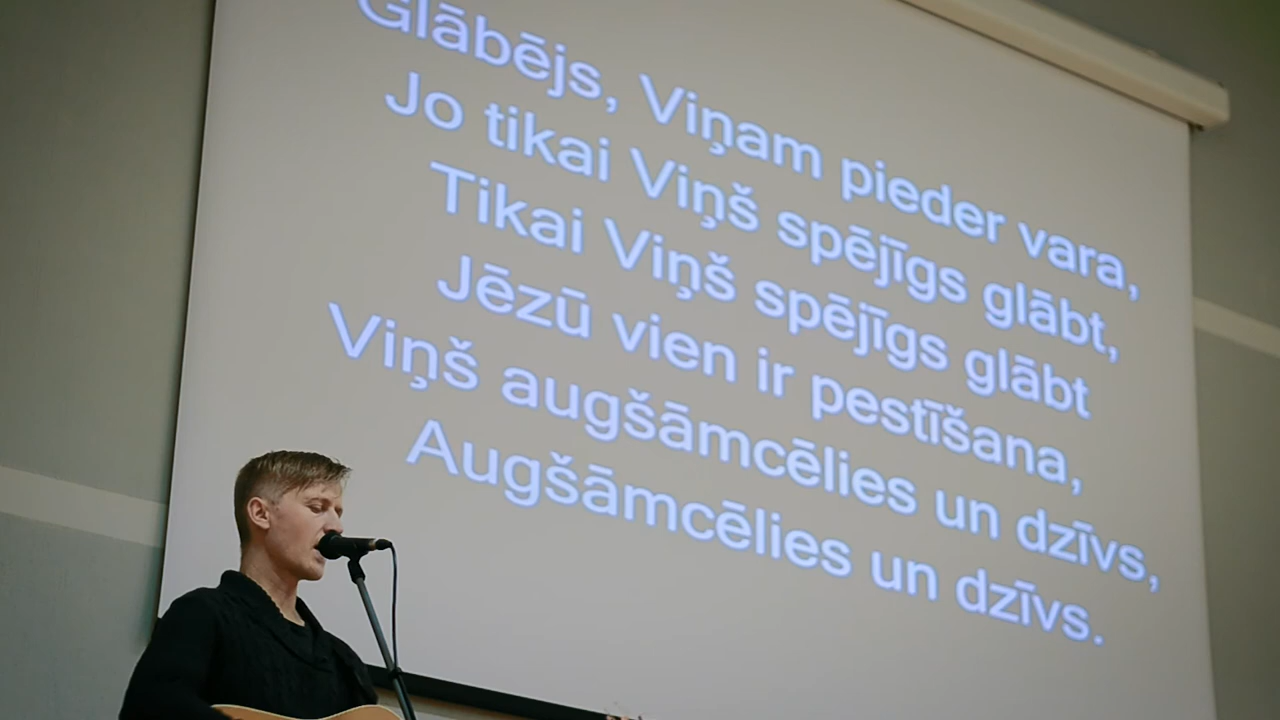 Glābējs, Viņam pieder vara,
Jo tikai Viņš spējīgs glābt,
Tikai Viņš spējīgs glābt
Jēzū vien ir pestīšana,
Viņš augšāmcēlies un dzīvs,
Augšāmcēlies un dzīvs.